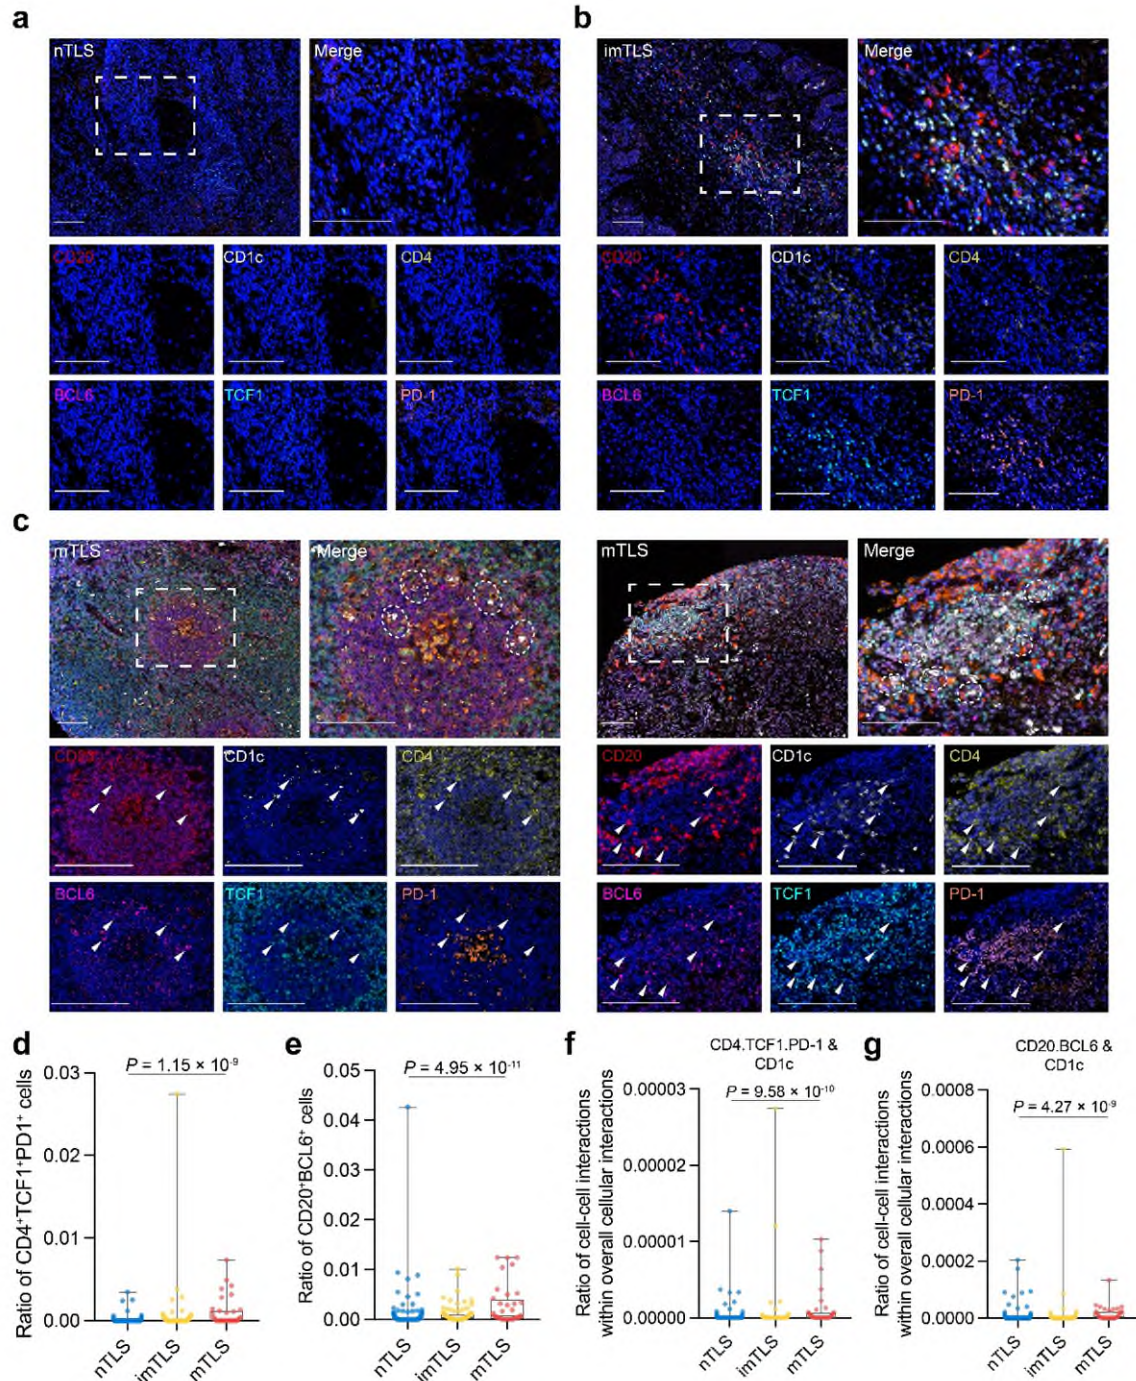 a
nTLS
Merge
CD20
CD1c
CD4
BCL6
TCF1
PD-1
b
imTLS
Merge
CD20
CD1c
CD4
BCL6
TCF1
PD-1
c
mTLS
Merge
CD20
CD1c
CD4
BCL6
TCF1
PD-1
mTLS
Merge
CD20
CD1c
CD4
BCL6
TCF1
PD-1
d
P = 1.15 × 10⁻⁹
Ratio of CD4⁺TCF1⁺PD1⁺ cells
0.03
0.02
0.01
0.00
nTLS
imTLS
mTLS
e
P = 4.95 × 10⁻¹¹
Ratio of CD20⁺BCL6⁺ cells
0.05
0.04
0.03
0.02
0.01
0.00
nTLS
imTLS
mTLS
f
CD4.TCF1.PD-1 &
CD1c
P = 9.58 × 10⁻¹⁰
Ratio of cell-cell interactions
within overall cellular interactions
0.00003
0.00002
0.00001
0.00000
nTLS
imTLS
mTLS
g
CD20.BCL6 &
CD1c
P = 4.27 × 10⁻⁹
Ratio of cell-cell interactions
within overall cellular interactions
0.0008
0.0006
0.0004
0.0002
0.0000
nTLS
imTLS
mTLS